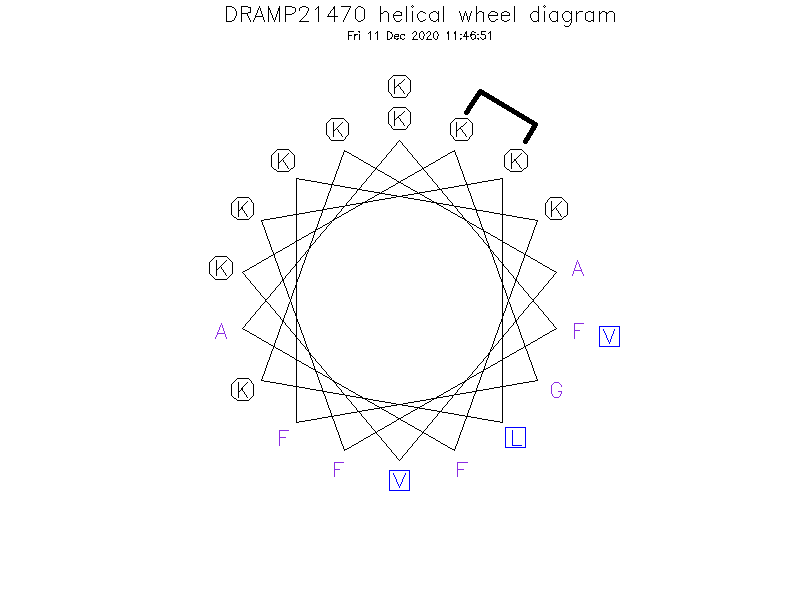 DRAMP21470 helical wheel diagram
Fri 11 Dec 2020 11:46:51
K
K
K K
K K
K K
K A
A F V
K G
F L
F F
V